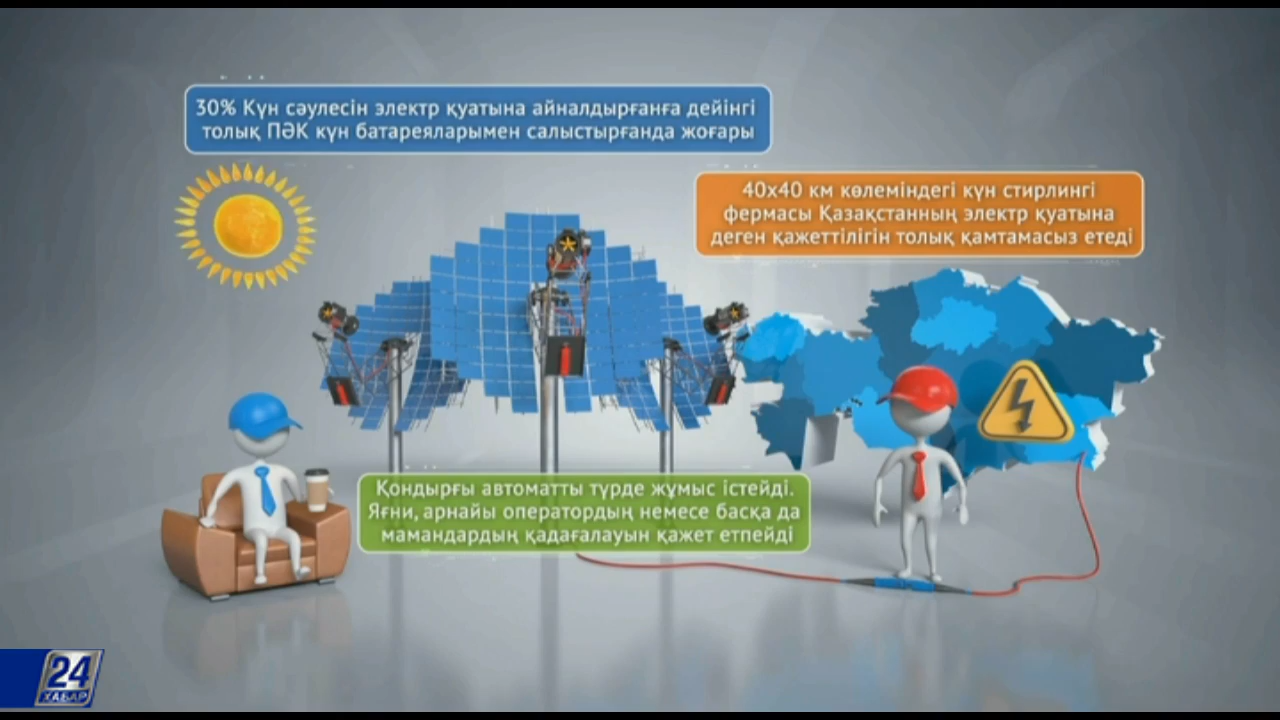 30% Күн сәулесін электр қуатына айналдырғанға дейінгі
толық ПӘК күн батареяларымен салыстырғанда жоғары
40х40 км көлеміндегі күн стирлингі
фермасы Қазақстанның электр қуатына
деген қажеттілігін толық қамтамасыз етеді
Қондырғы автоматты түрде жұмыс істейді.
Яғни, арнайы оператордың немесе басқа да
мамандардың қадағалауын қажет етпейді
24
ХАБАР